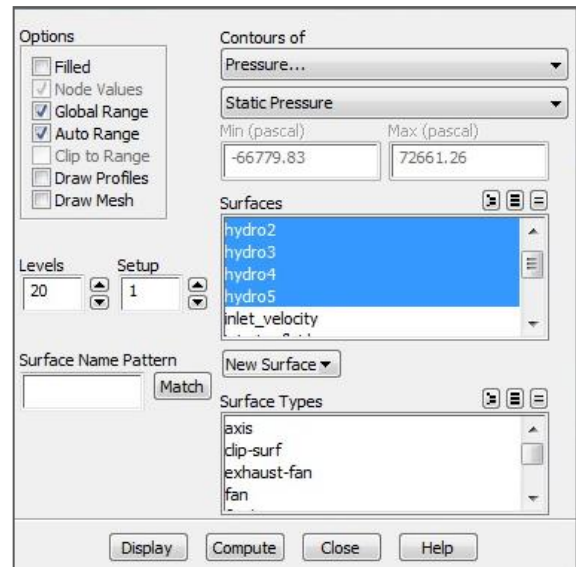 Options
Filled
Node Values
Global Range
Auto Range
Clip to Range
Draw Profiles
Draw Mesh
Contours of
Pressure...
Static Pressure
Min (pascal) Max (pascal)
-66779.83 72661.26
Levels Setup
20 1
Surfaces
hydro2
hydro3
hydro4
hydro5
inlet_velocity
Surface Name Pattern
Match
New Surface
Surface Types
axis
clip-surf
exhaust-fan
fan
Display Compute Close Help